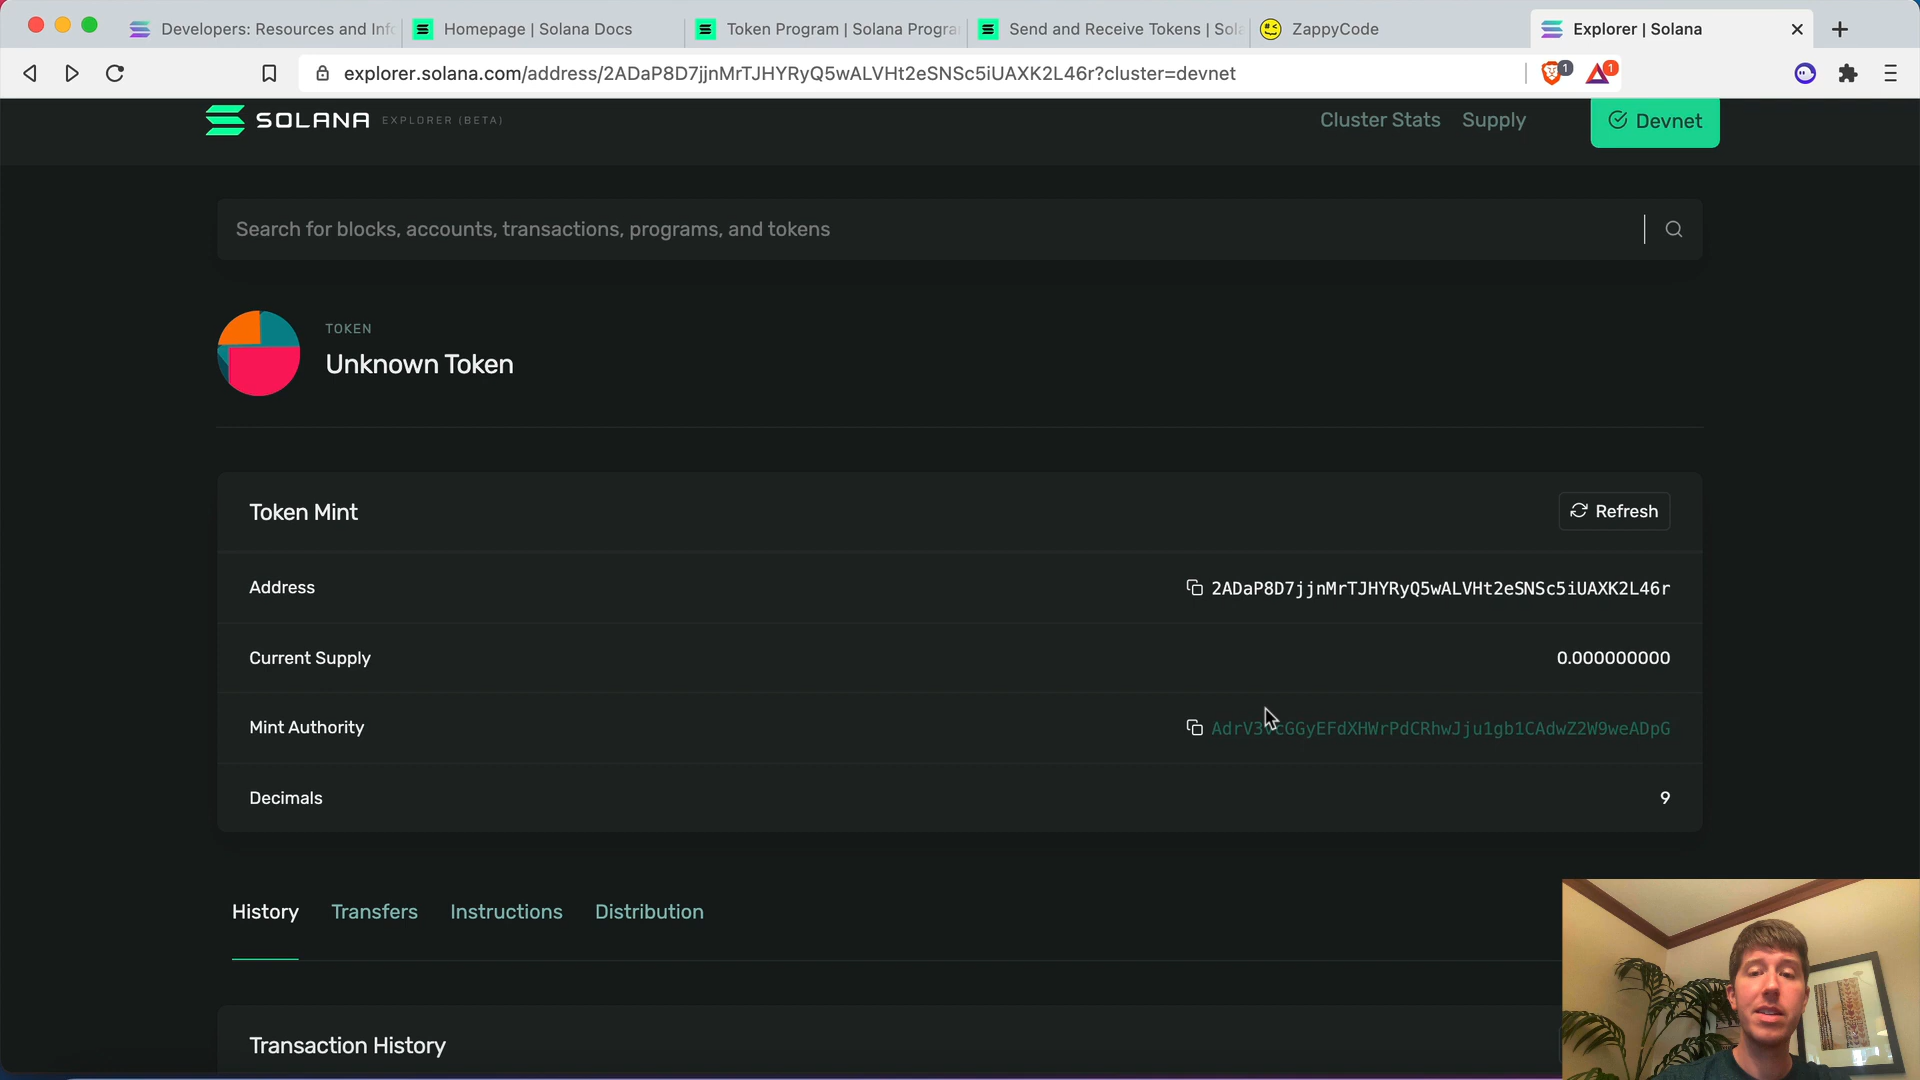 Developers: Resources and Inf
Homepage | Solana Docs
Token Program | Solana Progra
Send and Receive Tokens | Sol
ZappyCode
Explorer | Solana
explorer.solana.com/address/2ADaP8D7jjnMrTJHYRyQ5wALVHt2eSNSc5iUAXK2L46r?cluster=devnet
1
1
SOLANA EXPLORER (BETA)
Cluster Stats
Supply
Devnet
Search for blocks, accounts, transactions, programs, and tokens
TOKEN
Unknown Token
Token Mint
Refresh
Address
2ADaP8D7jjnMrTJHYRyQ5wALVHt2eSNSc5iUAXK2L46r
Current Supply
0.000000000
Mint Authority
Decimals
9
History
Transfers
Instructions
Distribution
Transaction History